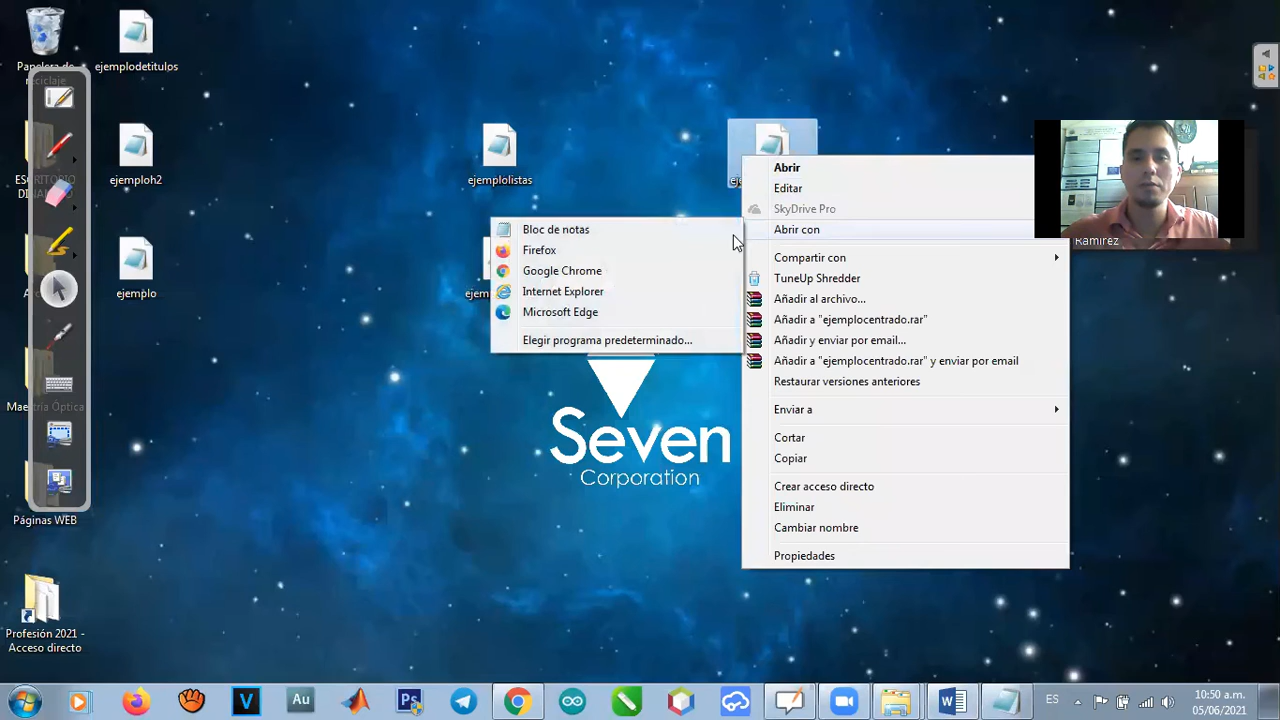 Papelera de
reciclaje
ejemplodetitulos
ejemploh2
ejemplolistas
ejemplo
Maestría Óptica
Páginas WEB
Profesión 2021 -
Acceso directo
Bloc de notas
Firefox
Google Chrome
Internet Explorer
Microsoft Edge
Elegir programa predeterminado...
Abrir
Editar
SkyDrive Pro
Abrir con
Compartir con
TuneUp Shredder
Añadir al archivo...
Añadir a "ejemplocentrado.rar"
Añadir y enviar por email...
Añadir a "ejemplocentrado.rar" y enviar por email
Restaurar versiones anteriores
Enviar a
Cortar
Copiar
Crear acceso directo
Eliminar
Cambiar nombre
Propiedades
Ramírez
Seven
Corporation
V
Au
Ps
W
ES
10:50 a.m.
05/06/2021